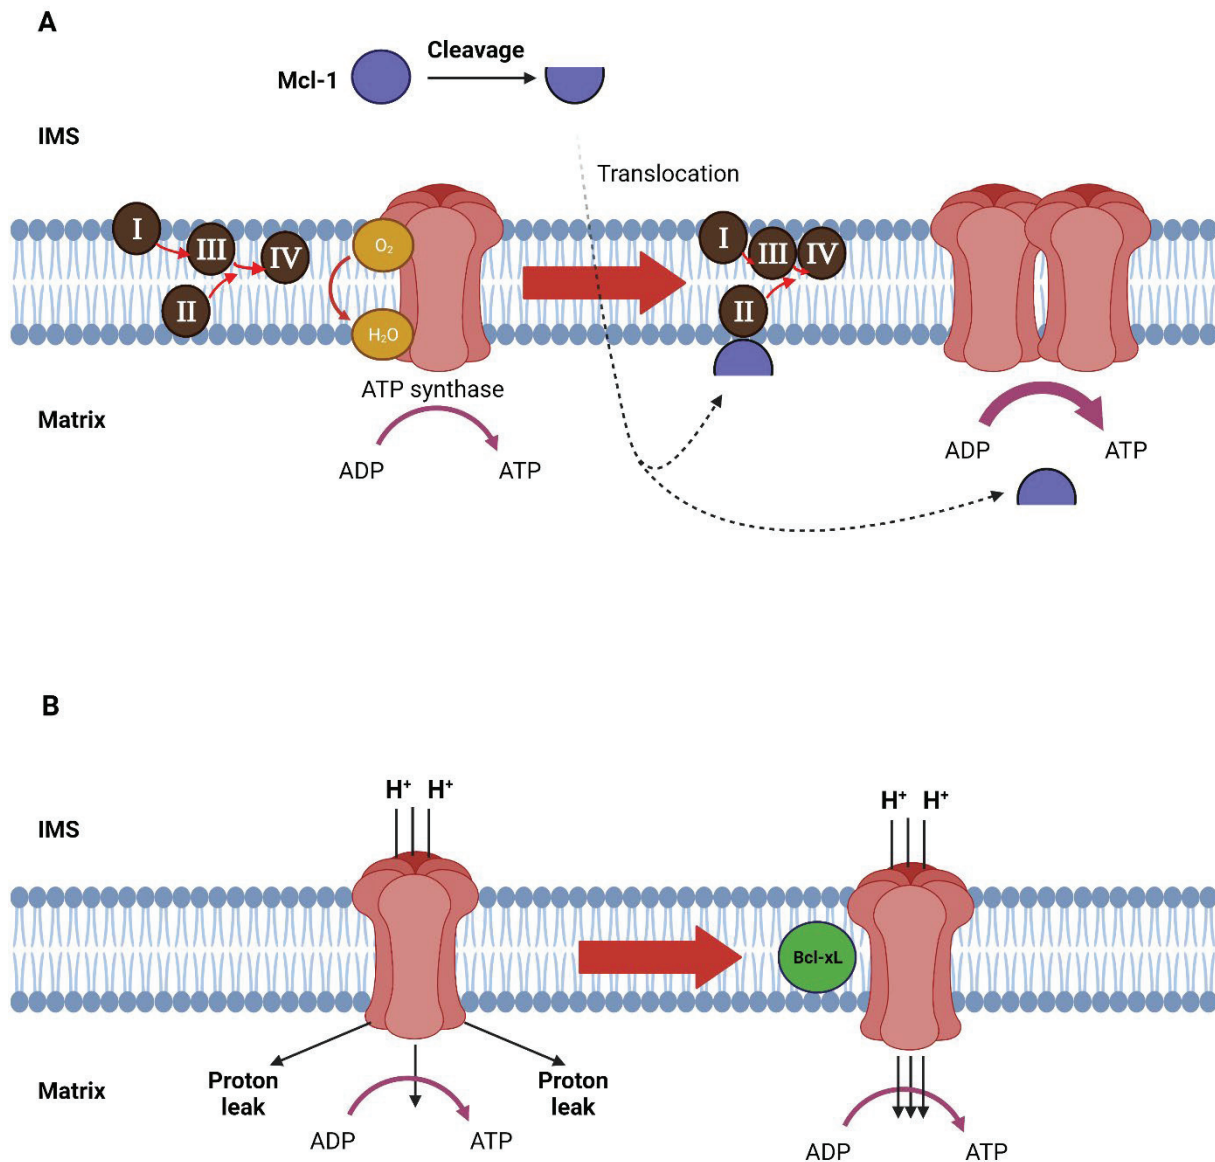 A
Mcl-1
Cleavage
IMS
Translocation
I
III
IV
II
O₂
H₂O
I
III
IV
II
ATP synthase
Matrix
ADP
ATP
ADP
ATP
B
H⁺ H⁺
H⁺ H⁺
IMS
Bcl-xL
Matrix
Proton
leak
Proton
leak
ADP
ATP
ADP
ATP